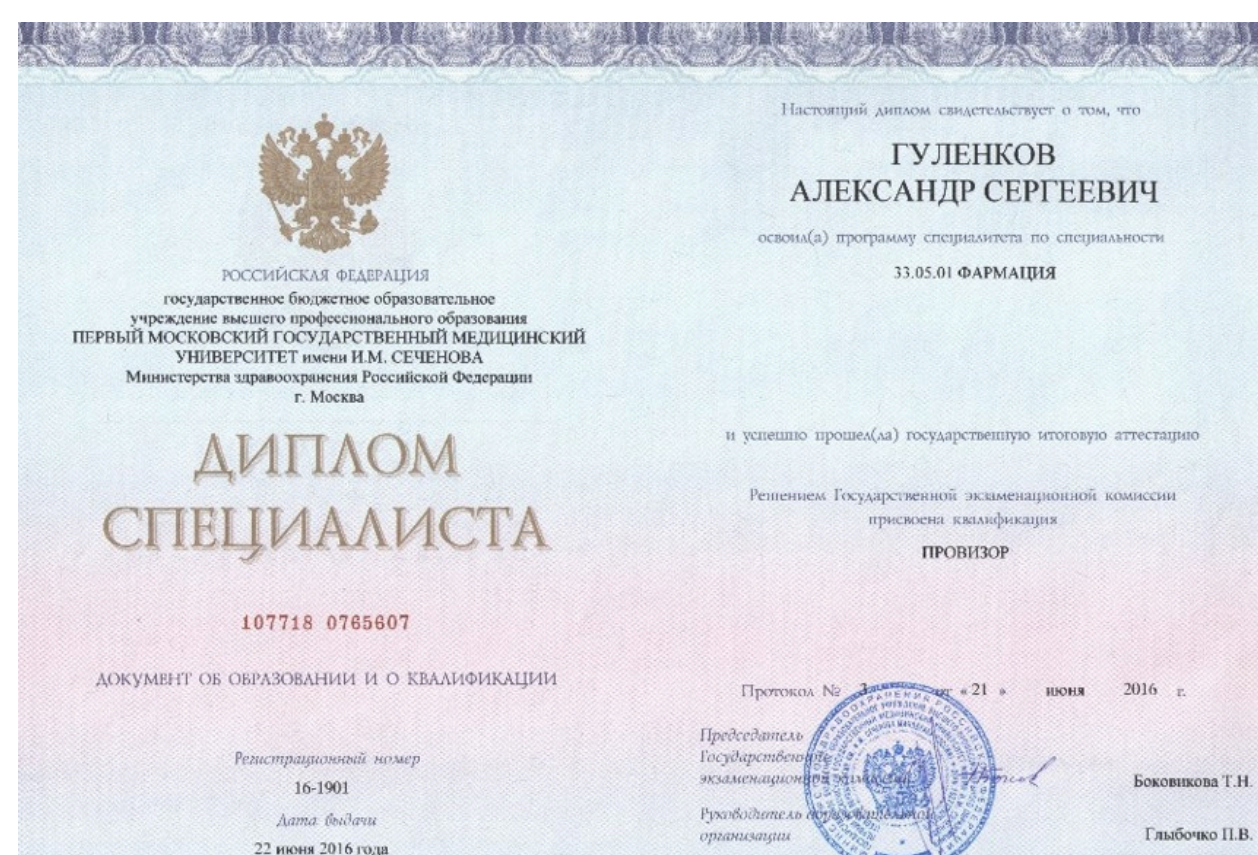 РОССИЙСКАЯ ФЕДЕРАЦИЯ
государственное бюджетное образовательное
учреждение высшего профессионального образования
ПЕРВЫЙ МОСКОВСКИЙ ГОСУДАРСТВЕННЫЙ МЕДИЦИНСКИЙ
УНИВЕРСИТЕТ имени И.М. СЕЧЕНОВА
Министерства здравоохранения Российской Федерации
г. Москва
ДИПЛОМ
СПЕЦИАЛИСТА
107718 0765607
ДОКУМЕНТ ОБ ОБРАЗОВАНИИ И О КВАЛИФИКАЦИИ
Регистрационный номер
16-1901
Дата выдачи
22 июня 2016 года
Настоящий диплом свидетельствует о том, что
ГУЛЕНКОВ
АЛЕКСАНДР СЕРГЕЕВИЧ
освоил(а) программу специалитета по специальности
33.05.01 ФАРМАЦИЯ
и успешно прошел(ла) государственную итоговую аттестацию
Решением Государственной экзаменационной комиссии
присвоена квалификация
ПРОВИЗОР
Протокол № 3 от « 21 » июня 2016 г.
Председатель
Государственной
экзаменационной комиссии Боковикова Т.Н.
Руководитель образовательной
организации Глыбочко П.В.